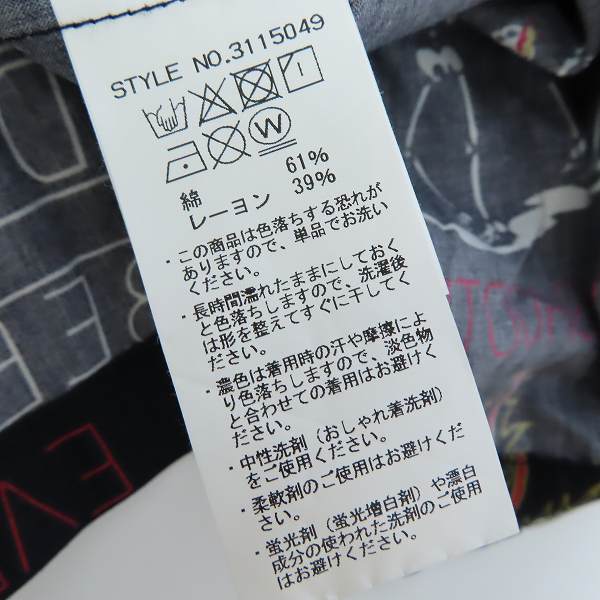 STYLE NO.3115049
W
綿 61%
レーヨン 39%
・この商品は色落ちする恐れが
ありますので、単品でお洗い
ください。
・長時間濡れたままにしておく
と色落ちしますので、洗濯後
は形を整えてすぐに干してく
ださい。
・濃色は着用時の汗や摩擦によ
り色落ちしますので、淡色物
と合わせての着用はお避けく
ださい。
・中性洗剤（おしゃれ着洗剤）
をご使用ください。
・柔軟剤のご使用はお避けくだ
さい。
・蛍光剤（蛍光増白剤）や漂白
成分の使われた洗剤のご使用
はお避けください。